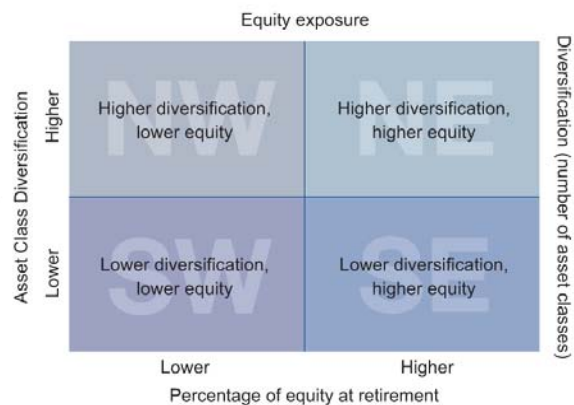 Equity exposure
Asset Class Diversification
Higher
Lower
NW
Higher diversification,
lower equity
NE
Higher diversification,
higher equity
SW
Lower diversification,
lower equity
SE
Lower diversification,
higher equity
Diversification (number of asset classes)
Lower
Higher
Percentage of equity at retirement